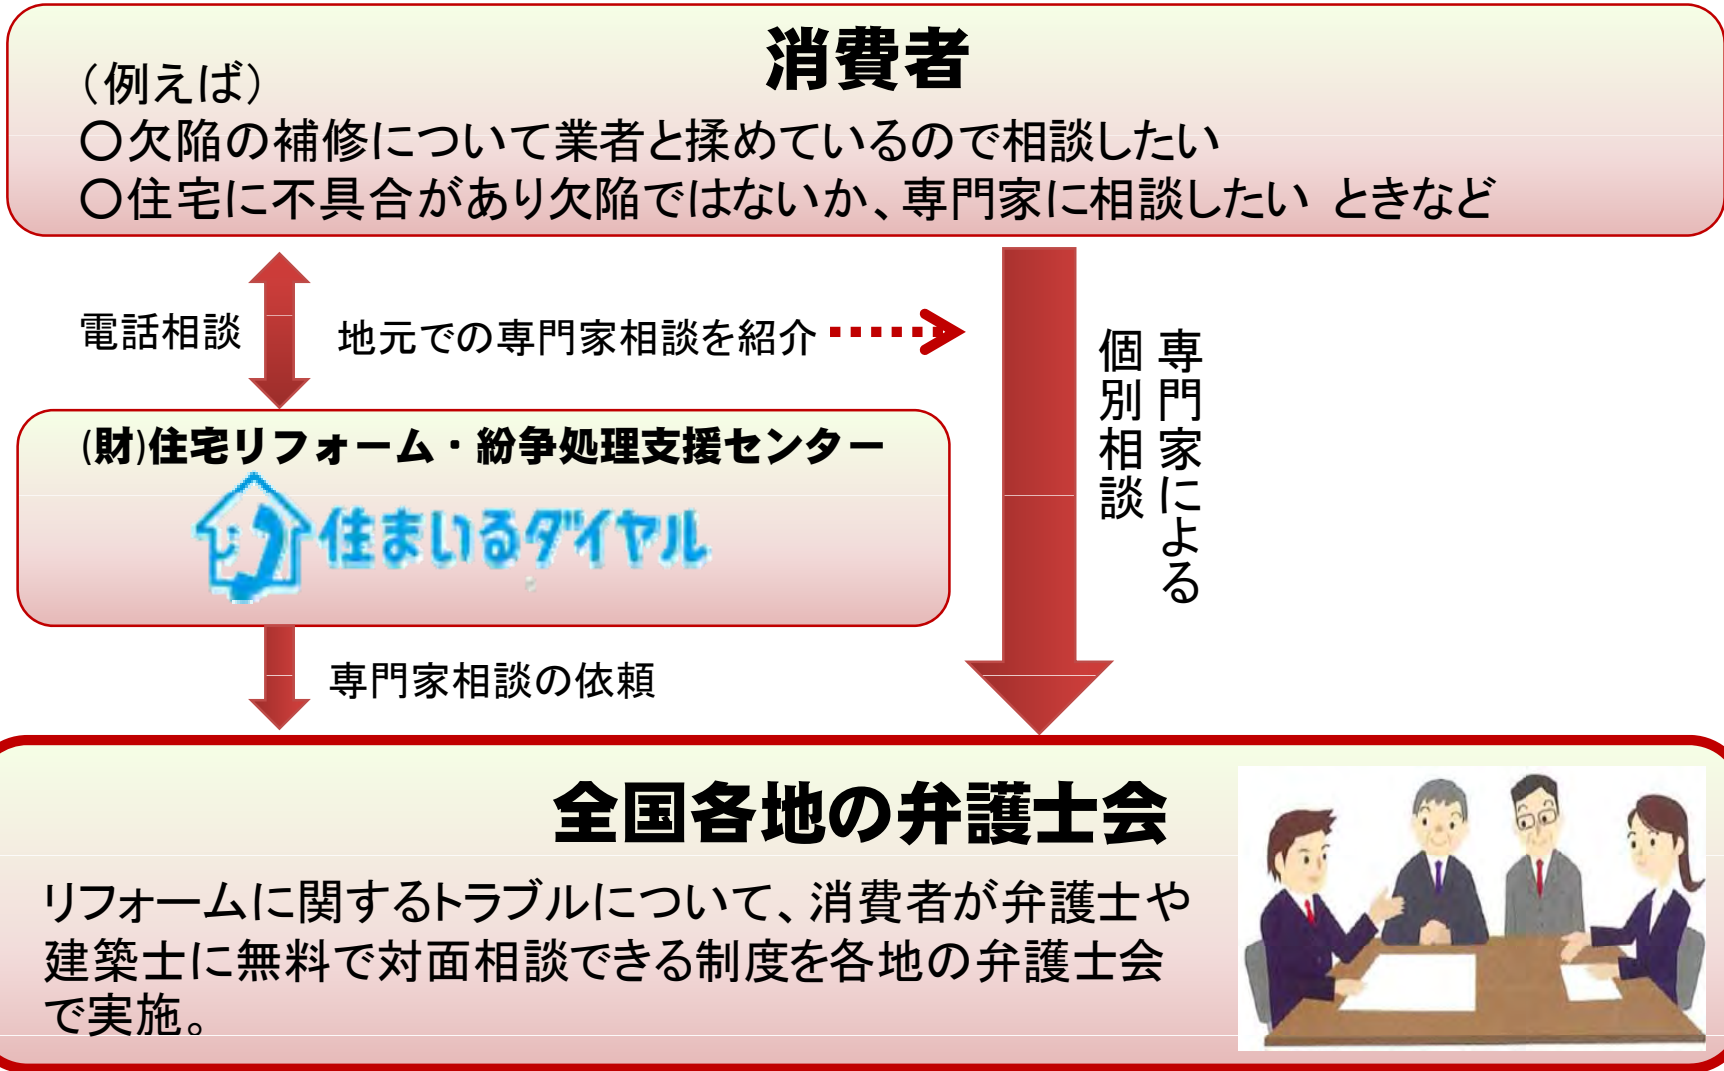 消費者
（例えば）
○欠陥の補修について業者と揉めているので相談したい
○住宅に不具合があり欠陥ではないか、専門家に相談したい ときなど
電話相談
地元での専門家相談を紹介
専門家による
個別相談
(財)住宅リフォーム・紛争処理支援センター
住まいるダイヤル
専門家相談の依頼
全国各地の弁護士会
リフォームに関するトラブルについて、消費者が弁護士や
建築士に無料で対面相談できる制度を各地の弁護士会
で実施。